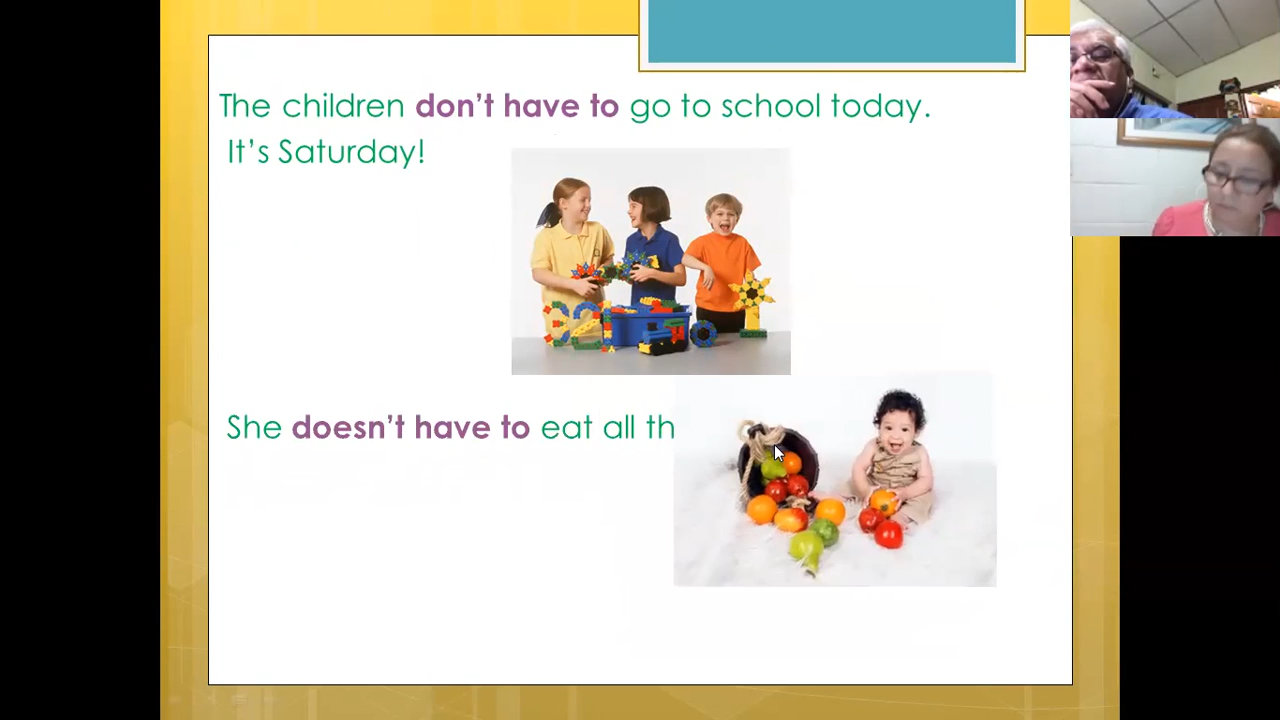 The children don't have to go to school today.
It's Saturday!
She doesn't have to eat all th